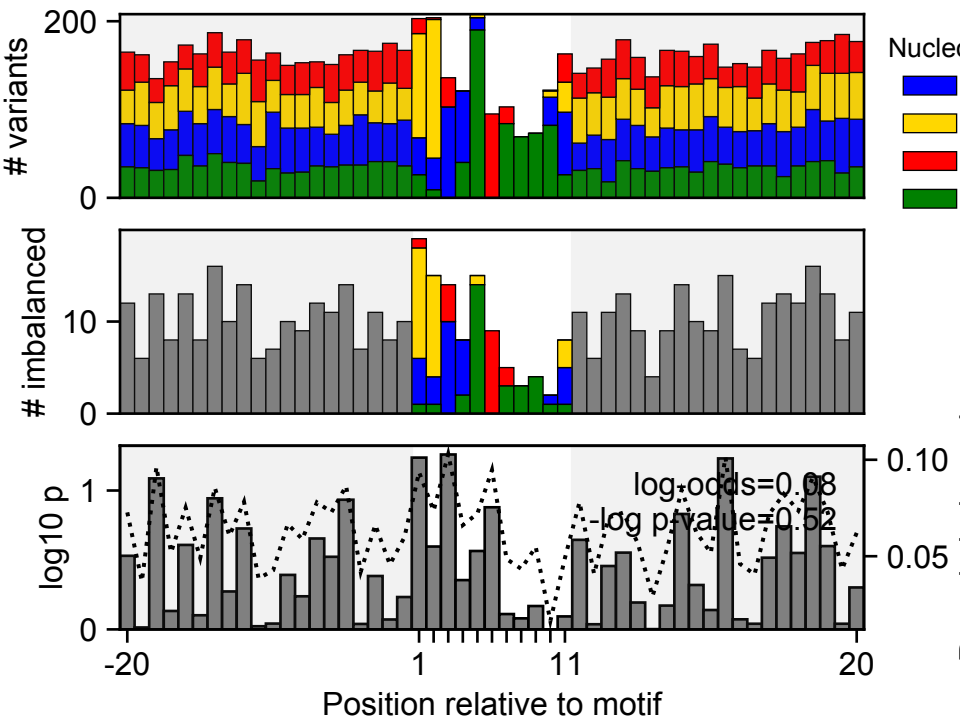 200
0
# variants
10
0
# imbalanced
1
0
log10 p
log-odds=0.08
-log p-value=0.52
0.10
0.05
-20
1
11
20
Position relative to motif